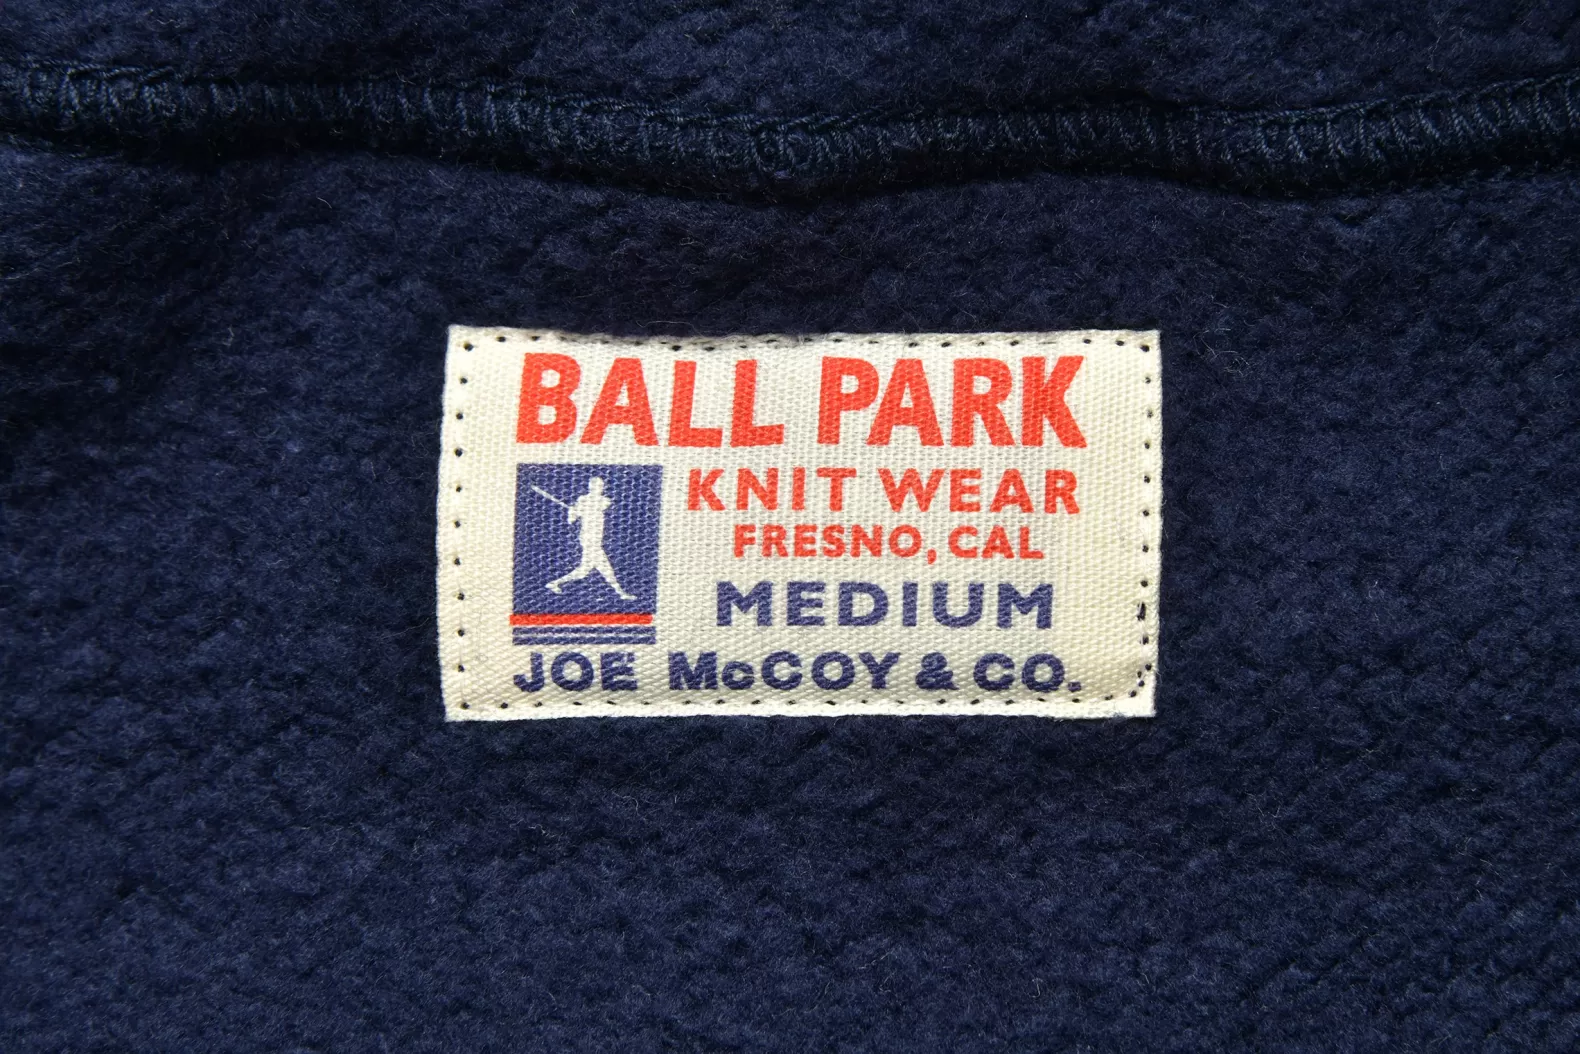 BALL PARK
KNIT WEAR
FRESNO, CAL
MEDIUM
JOE McCOY & CO.